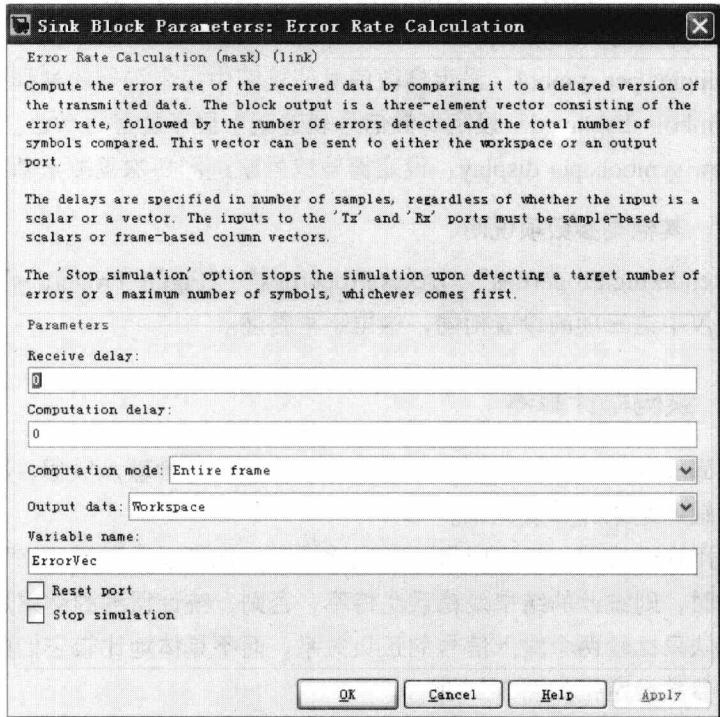 Sink Block Parameters: Error Rate Calculation
Error Rate Calculation (mask) (link)
Compute the error rate of the received data by comparing it to a delayed version of
the transmitted data. The block output is a three-element vector consisting of the
error rate, followed by the number of errors detected and the total number of
symbols compared. This vector can be sent to either the workspace or an output
port.
The delays are specified in number of samples, regardless of whether the input is a
scalar or a vector. The inputs to the 'Tx' and 'Rx' ports must be sample-based
scalars or frame-based column vectors.
The 'Stop simulation' option stops the simulation upon detecting a target number of
errors or a maximum number of symbols, whichever comes first.
Parameters
Receive delay:
0
Computation delay:
0
Computation mode: Entire frame
Output data: Workspace
Variable name:
ErrorVec
Reset port
Stop simulation
OK Cancel Help Apply